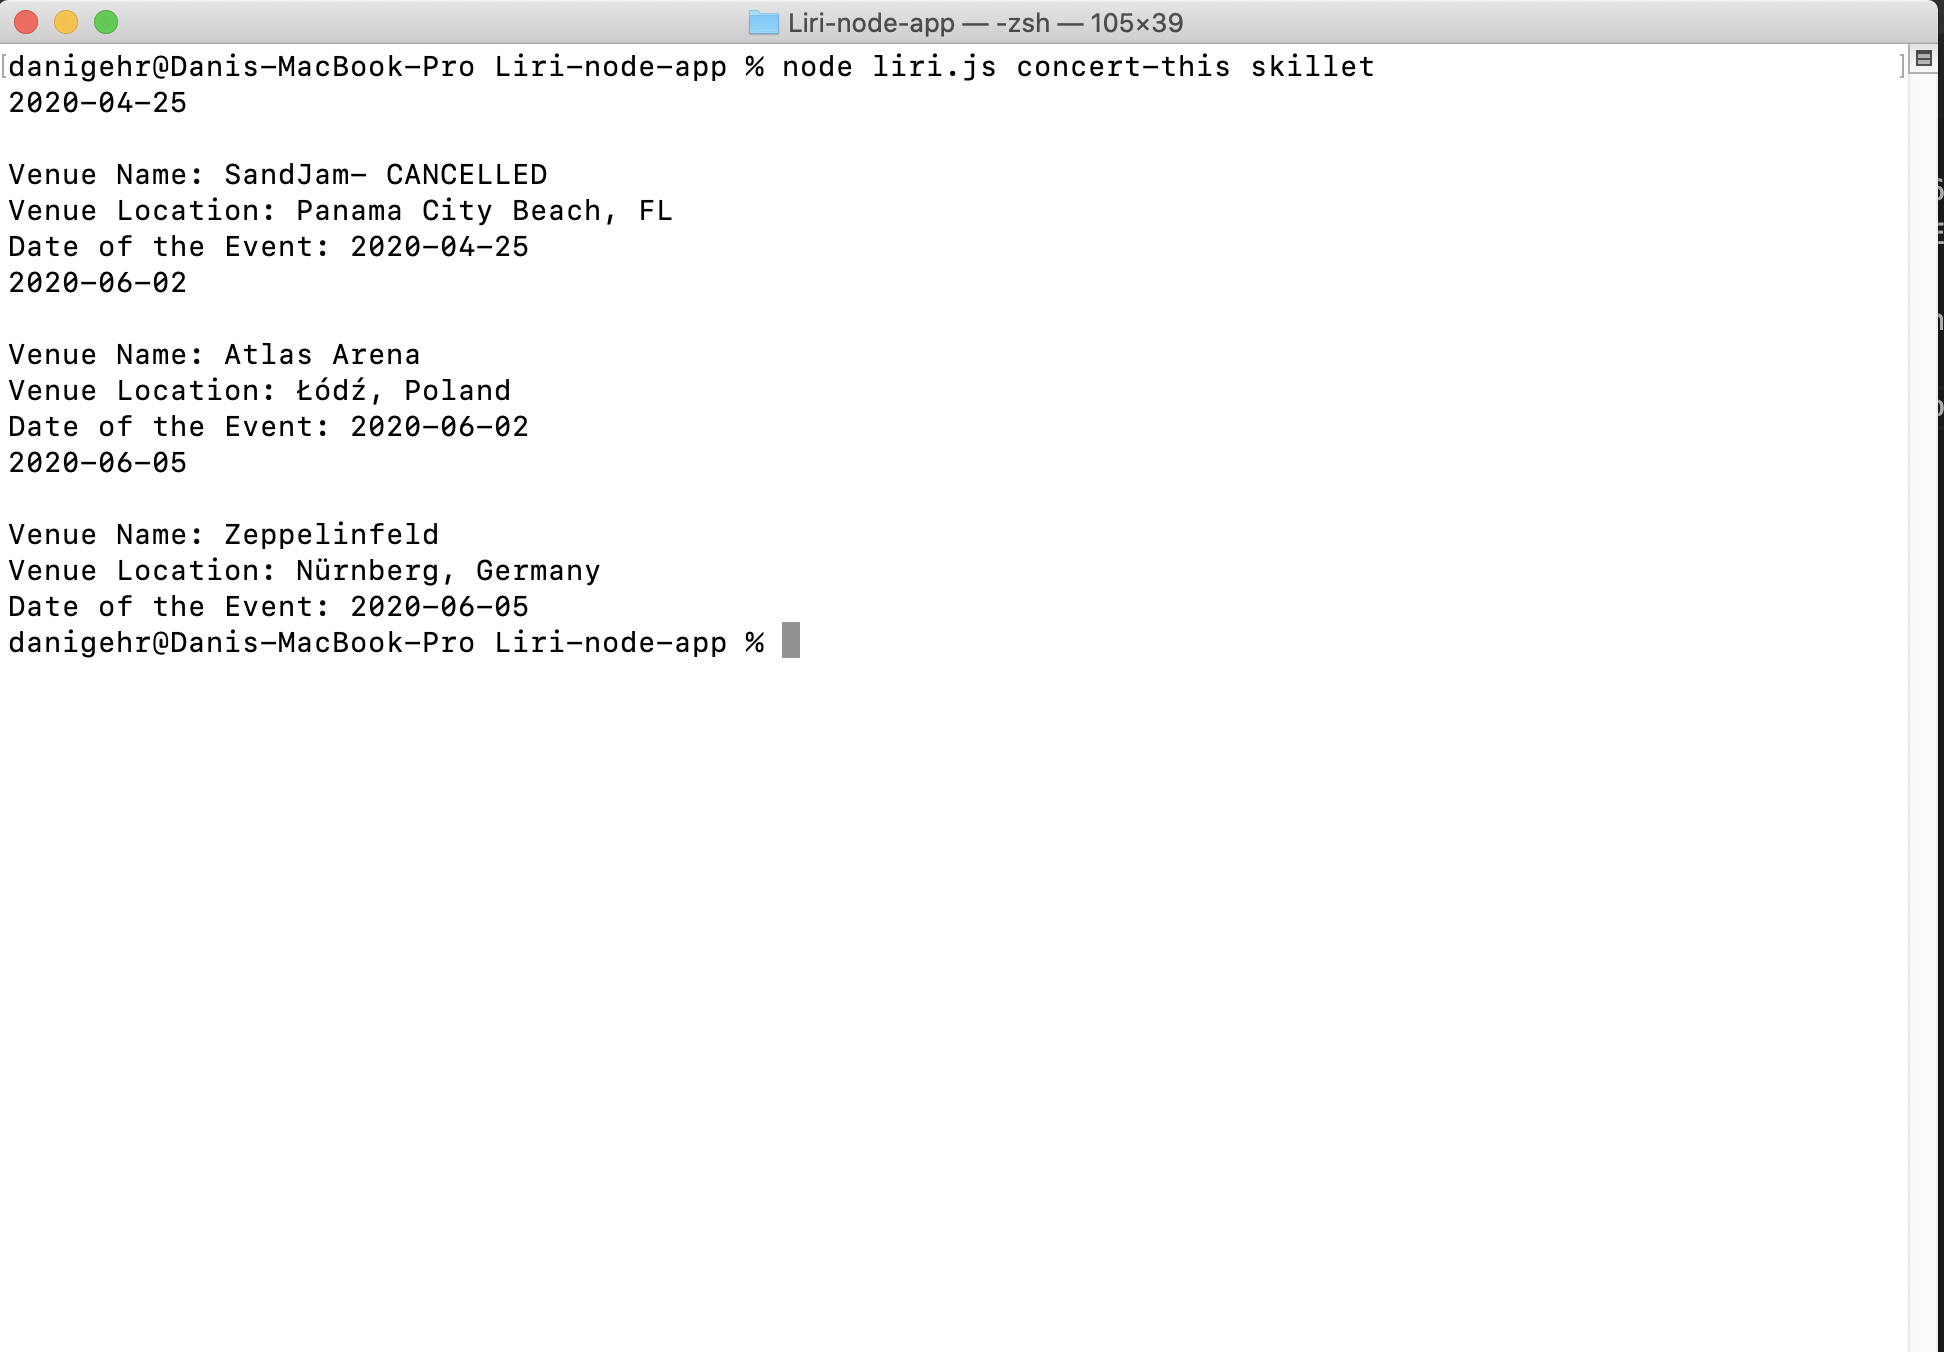 Liri-node-app — -zsh — 105×39
[danigehr@Danis-MacBook-Pro Liri-node-app % node liri.js concert-this skillet ]
2020-04-25

Venue Name: SandJam- CANCELLED
Venue Location: Panama City Beach, FL
Date of the Event: 2020-04-25
2020-06-02

Venue Name: Atlas Arena
Venue Location: Łódź, Poland
Date of the Event: 2020-06-02
2020-06-05

Venue Name: Zeppelinfeld
Venue Location: Nürnberg, Germany
Date of the Event: 2020-06-05
danigehr@Danis-MacBook-Pro Liri-node-app %